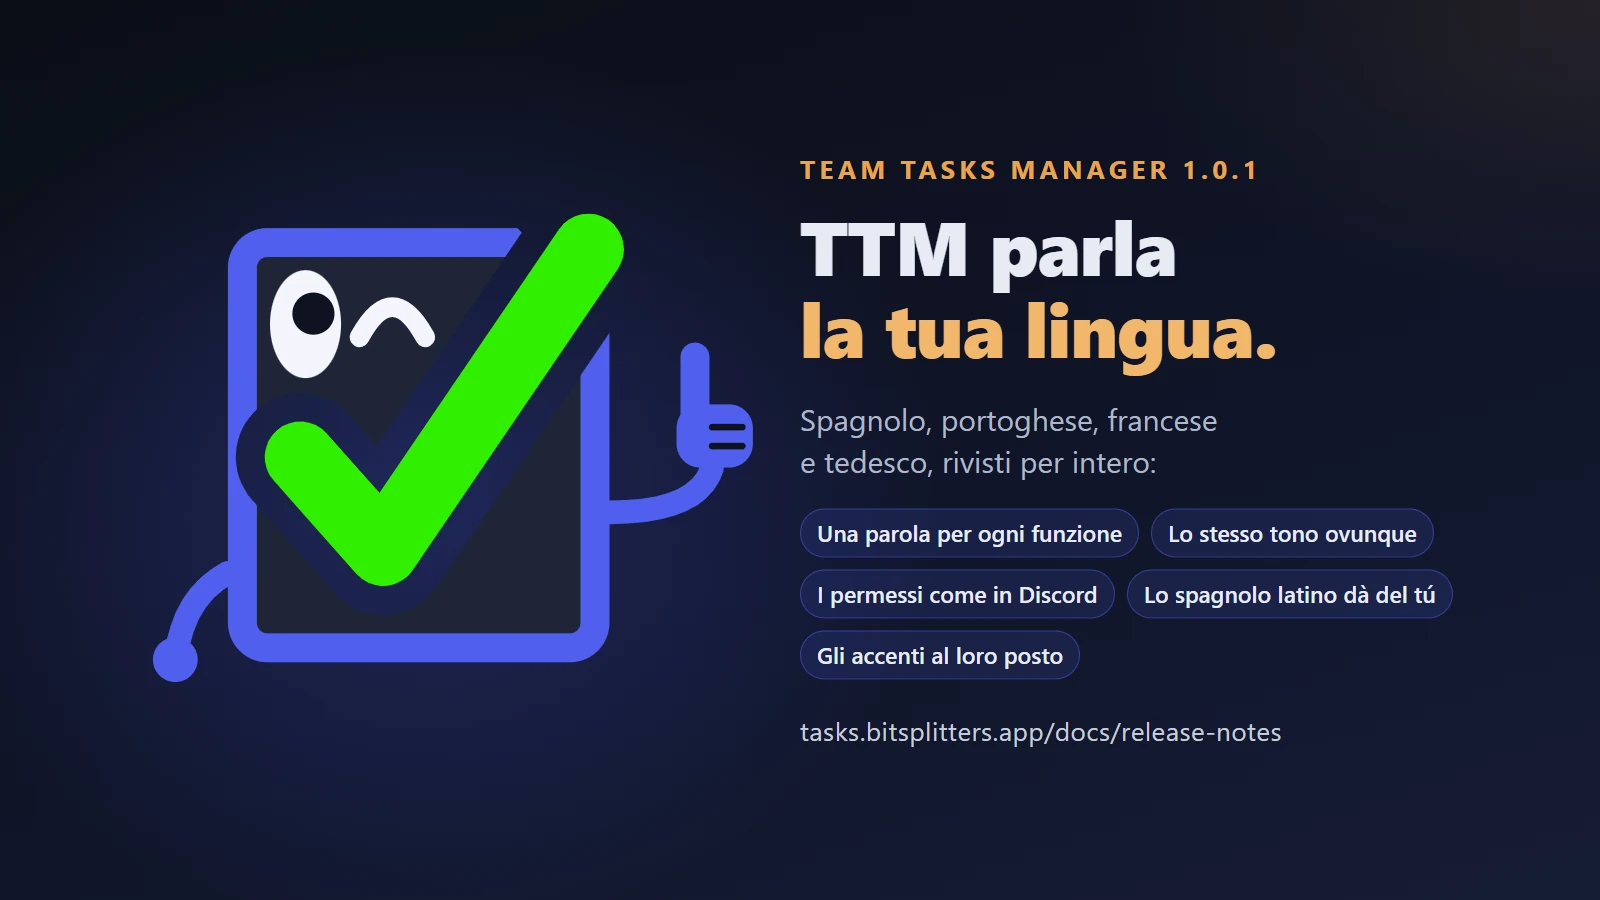 TEAM TASKS MANAGER 1.0.1
TTM parla
la tua lingua.
Spagnolo, portoghese, francese
e tedesco, rivisti per intero:
Una parola per ogni funzione
Lo stesso tono ovunque
I permessi come in Discord
Lo spagnolo latino dà del tú
Gli accenti al loro posto
tasks.bitsplitters.app/docs/release-notes